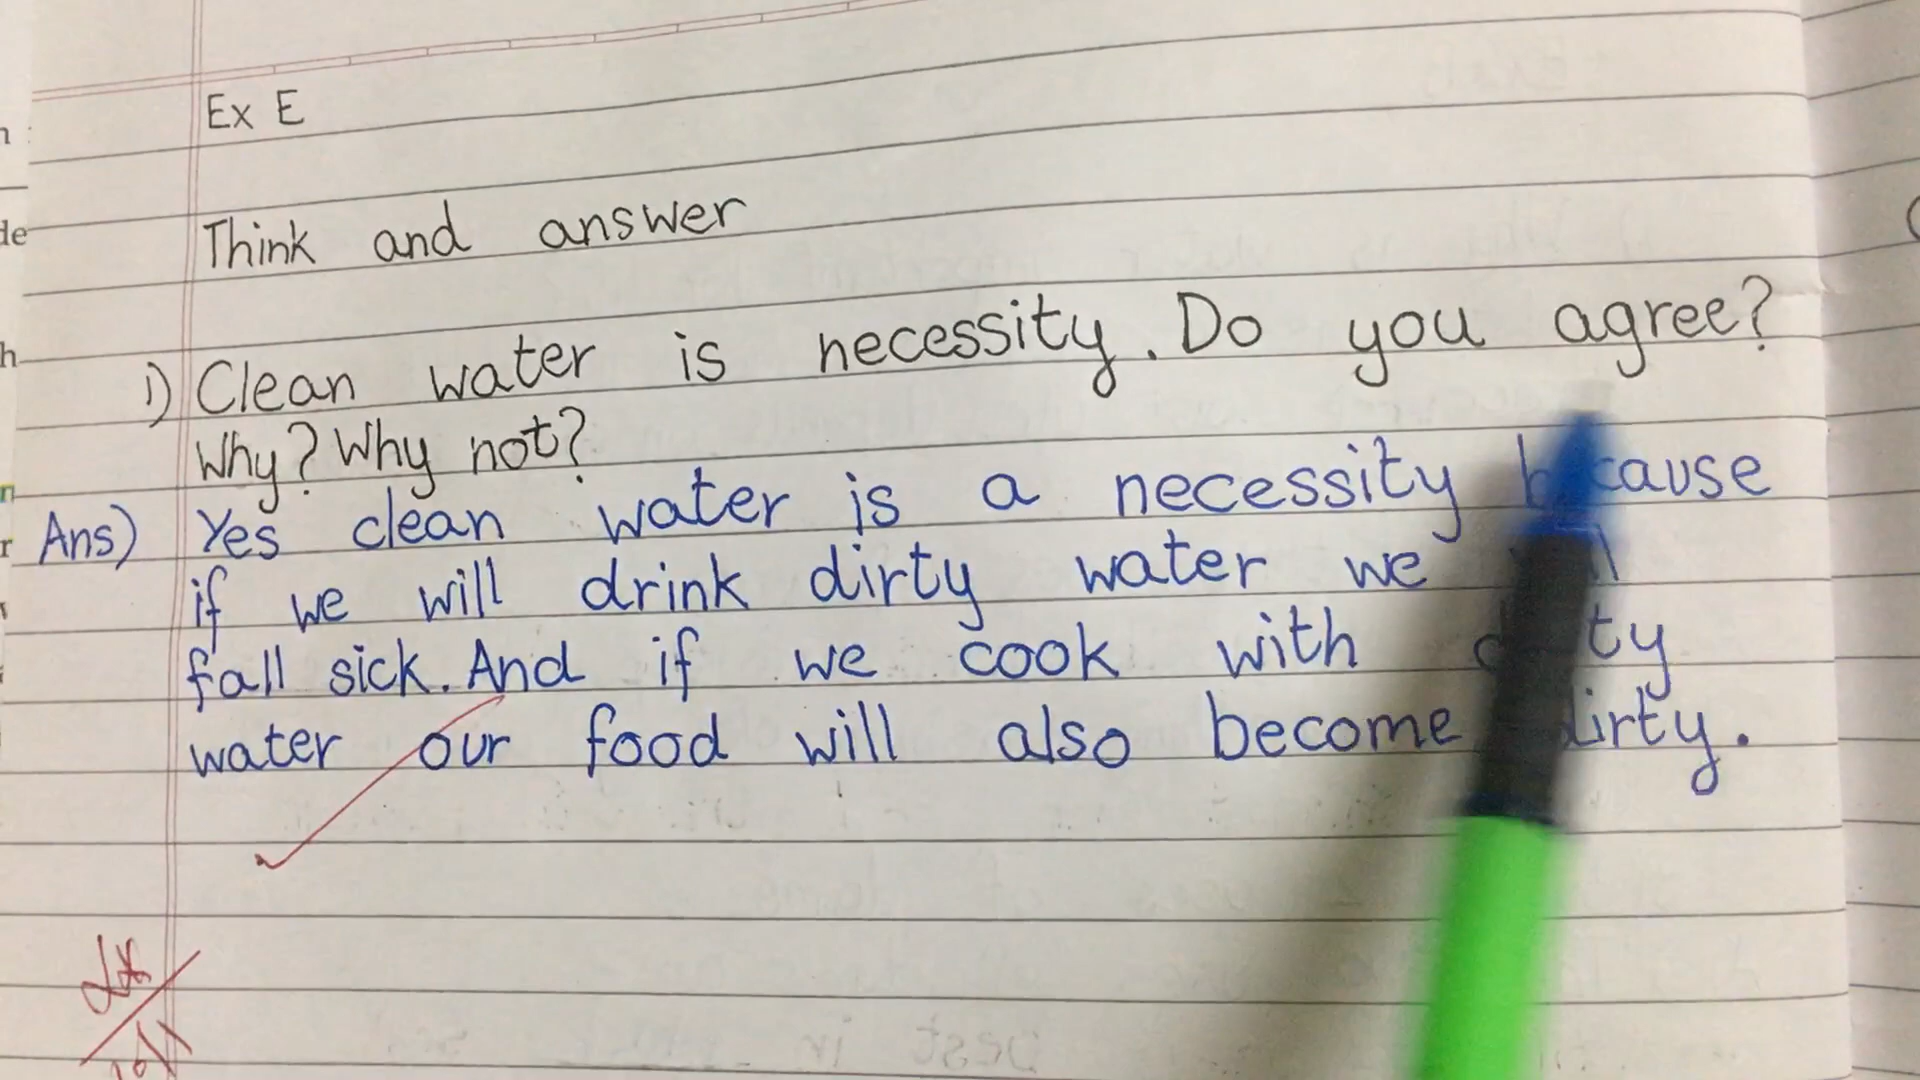 Ex E
Think and answer
i) Clean water is necessity. Do you agree?
Why? Why not?
Ans) Yes clean water is a necessity because
if we will drink dirty water we will
fall sick. And if we cook with dirty
water our food will also become dirty.